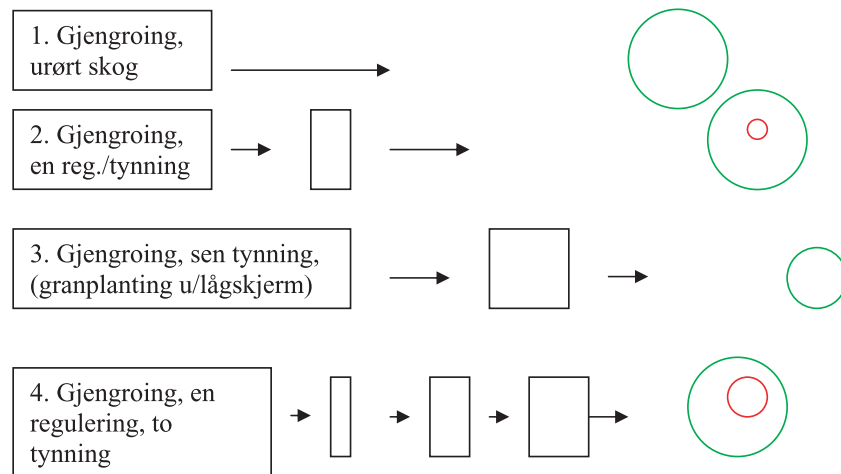 1. Gjengroing,
urørt skog
2. Gjengroing,
en reg./tynning
3. Gjengroing, sen tynning,
(granplanting u/lågskjerm)
4. Gjengroing, en
regulering, to
tynning